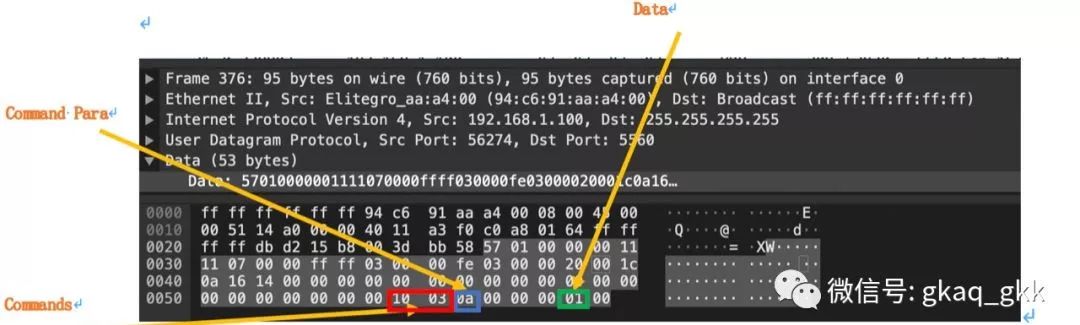 Data
Frame 376: 95 bytes on wire (760 bits), 95 bytes captured (760 bits) on interface 0
Ethernet II, Src: Elitegro_aa:a4:00 (94:c6:91:aa:a4:00), Dst: Broadcast (ff:ff:ff:ff:ff:ff)
Command Para
Internet Protocol Version 4, Src: 192.168.1.100, Dst: 255.255.255.255
User Datagram Protocol, Src Port: 56274, Dst Port: 5560
Data (53 bytes)
Data: 57010000001111070000ffff030000fe03000020001c0a16…
0000 ff ff ff ff ff ff 94 c6 91 aa a4 00 08 00 45 00 ········ ······E·
0010 00 51 14 a0 00 00 40 11 a3 f0 c0 a8 01 64 ff ff ·Q····@· ·····d··
0020 ff ff db d2 15 b8 00 3d bb 58 57 01 00 00 00 11 ·······= ·XW·····
0030 11 07 00 00 ff ff 03 00 00 fe 03 00 00 20 00 1c
0040 0a 16 14 00 00 00 00 00 00 00 00 00 00 00 00 00
0050 00 00 00 00 00 00 10 03 0a 00 00 00 01 00
Commands
微信号: gkaq_gkk